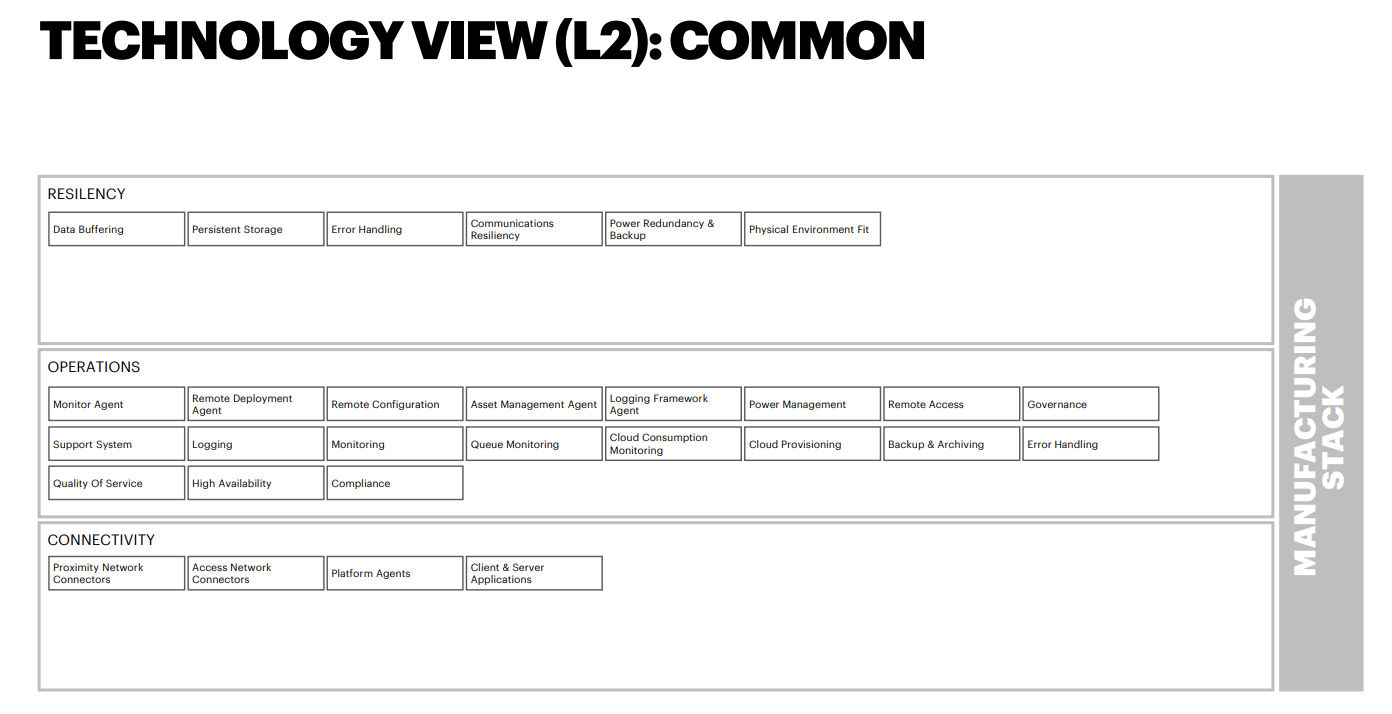 TECHNOLOGY VIEW (L2): COMMON
RESILENCY
Data Buffering
Persistent Storage
Error Handling
Communications
Resiliency
Power Redundancy &
Backup
Physical Environment Fit
OPERATIONS
Monitor Agent
Remote Deployment
Agent
Remote Configuration
Asset Management Agent
Logging Framework
Agent
Power Management
Remote Access
Governance
Support System
Logging
Monitoring
Queue Monitoring
Cloud Consumption
Monitoring
Cloud Provisioning
Backup & Archiving
Error Handling
Quality Of Service
High Availability
Compliance
CONNECTIVITY
Proximity Network
Connectors
Access Network
Connectors
Platform Agents
Client & Server
Applications
MANUFACTURING
STACK